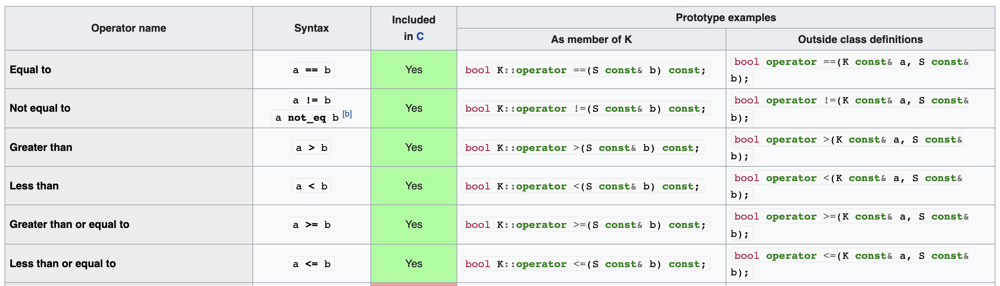 Operator name
Syntax
Included
in C
Prototype examples
As member of K
Outside class definitions
Equal to
a == b
Yes
bool K::operator ==(S const& b) const;
bool operator ==(K const& a, S const&
b);
Not equal to
a != b
a not_eq b[b]
Yes
bool K::operator !=(S const& b) const;
bool operator !=(K const& a, S const&
b);
Greater than
a > b
Yes
bool K::operator >(S const& b) const;
bool operator >(K const& a, S const&
b);
Less than
a < b
Yes
bool K::operator <(S const& b) const;
bool operator <(K const& a, S const&
b);
Greater than or equal to
a >= b
Yes
bool K::operator >=(S const& b) const;
bool operator >=(K const& a, S const&
b);
Less than or equal to
a <= b
Yes
bool K::operator <=(S const& b) const;
bool operator <=(K const& a, S const&
b);